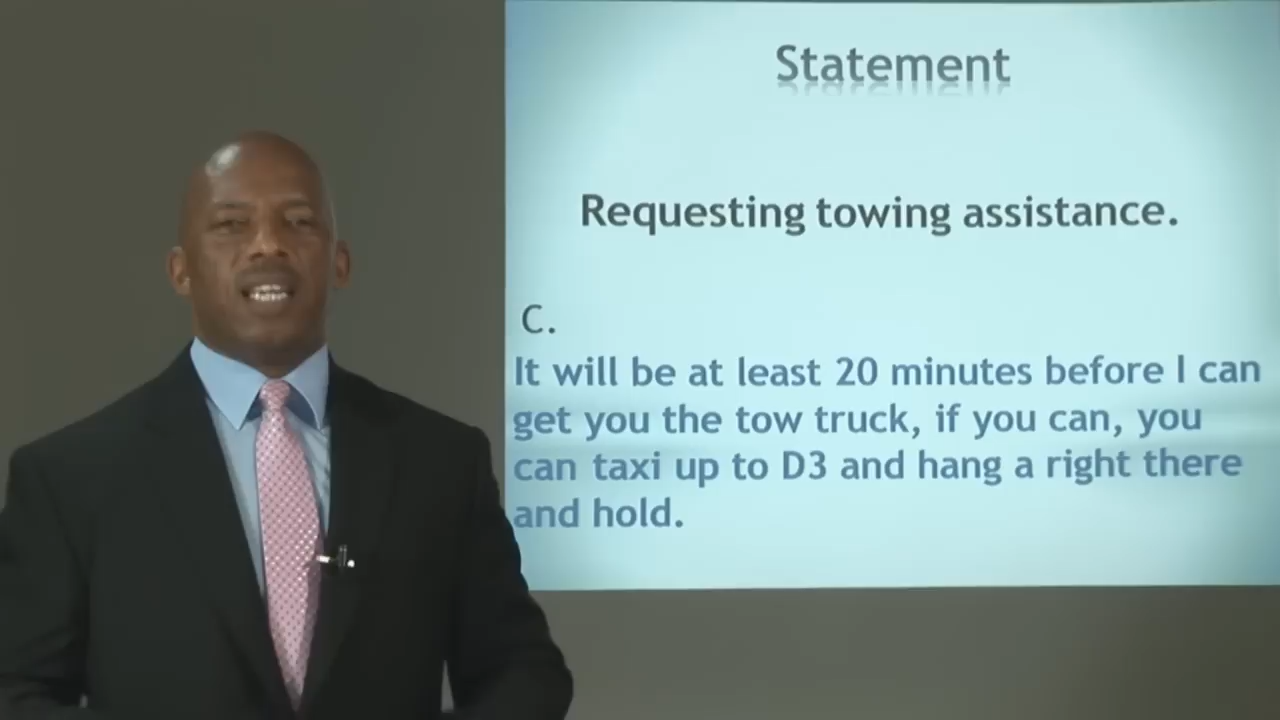 Statement
Requesting towing assistance.
C.
It will be at least 20 minutes before I can
get you the tow truck, if you can, you
can taxi up to D3 and hang a right there
and hold.